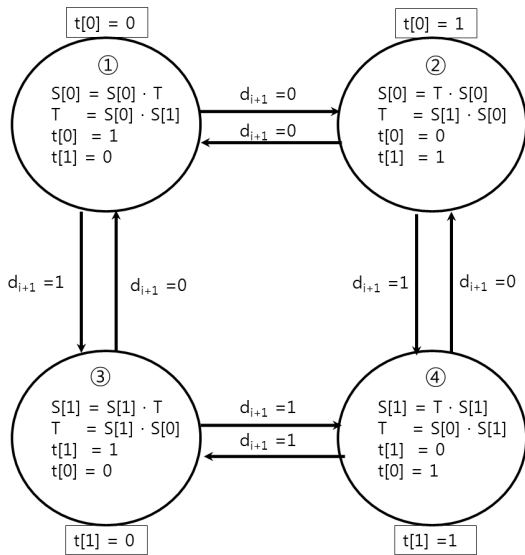 t[0] = 0
t[0] = 1
①
S[0] = S[0] · T
T = S[0] · S[1]
t[0] = 1
t[1] = 0
②
S[0] = T · S[0]
T = S[1] · S[0]
t[0] = 0
t[1] = 1
d_{i+1} =0
d_{i+1} =0
d_{i+1} =1
d_{i+1} =0
d_{i+1} =1
d_{i+1} =0
③
S[1] = S[1] · T
T = S[1] · S[0]
t[1] = 1
t[0] = 0
④
S[1] = T · S[1]
T = S[0] · S[1]
t[1] = 0
t[0] = 1
d_{i+1} =1
d_{i+1} =1
t[1] = 0
t[1] =1